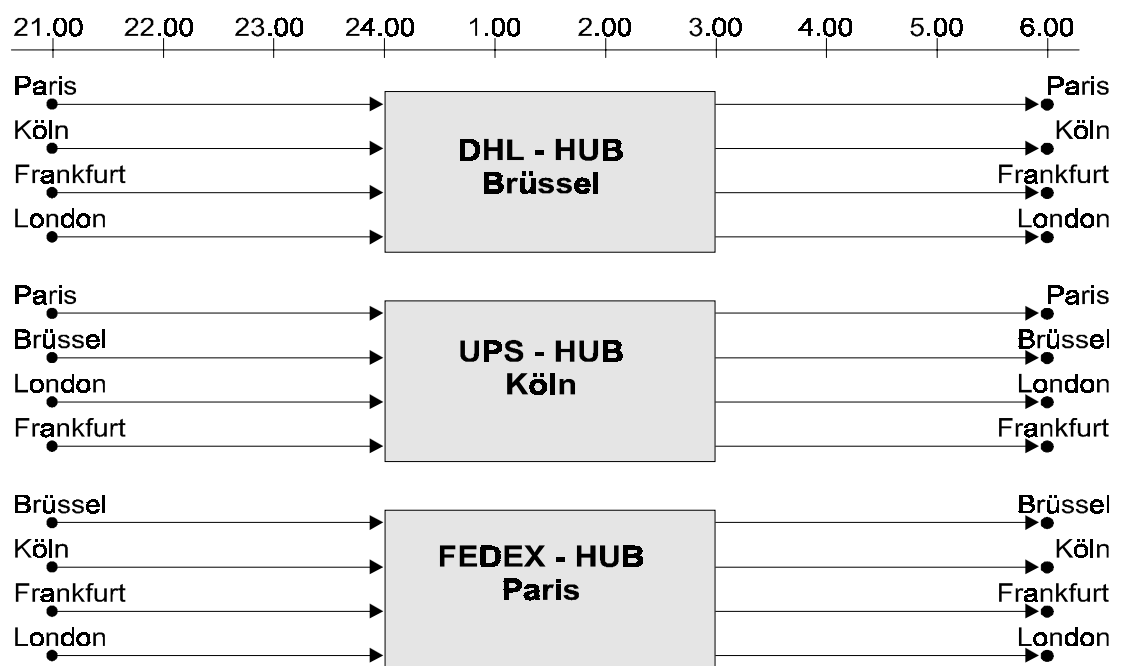 21.00 22.00 23.00 24.00 1.00 2.00 3.00 4.00 5.00 6.00
Paris Paris
Köln Köln
DHL - HUB
Brüssel
Frankfurt Frankfurt
London London
Paris Paris
Brüssel Brüssel
UPS - HUB
Köln
London London
Frankfurt Frankfurt
Brüssel Brüssel
Köln Köln
FEDEX - HUB
Paris
Frankfurt Frankfurt
London London